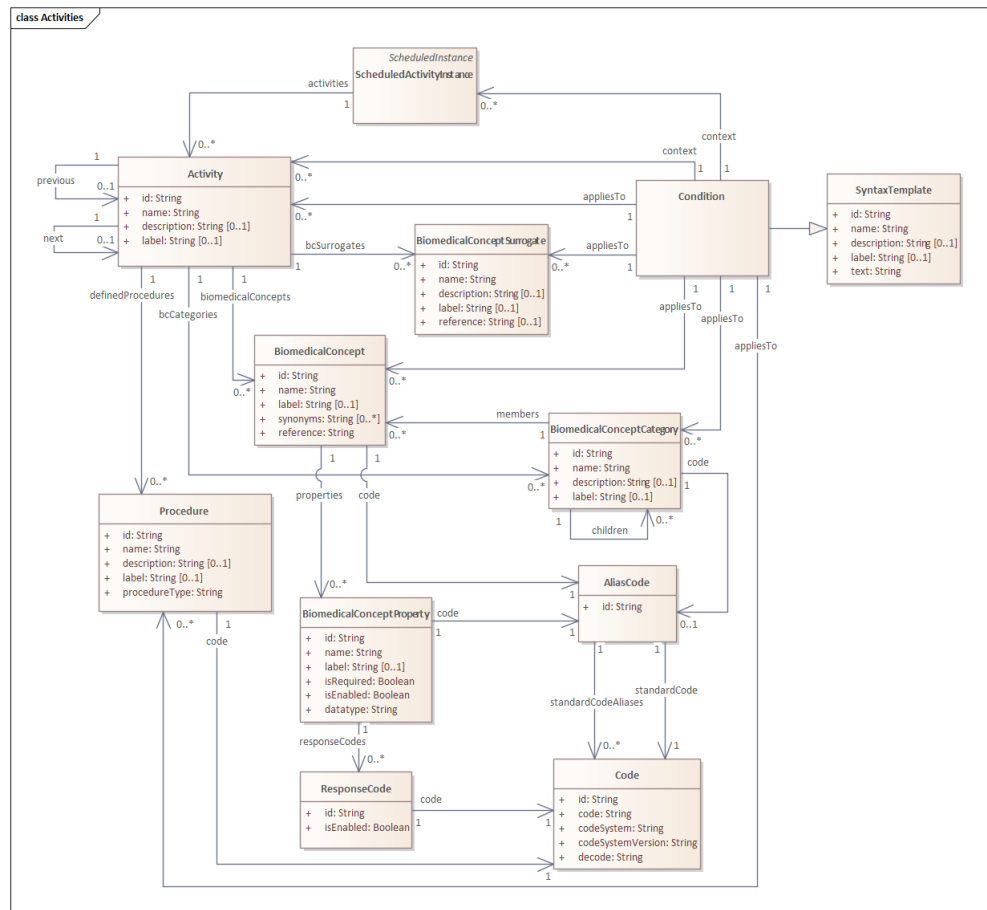 class Activities
ScheduledInstance
ScheduledActivityInstance
activities
1
0..*
0..*
context
1
context
1
Activity
+ id: String
+ name: String
+ description: String [0..1]
+ label: String [0..1]
1
previous
0..1
1
next
0..1
0..*
appliesTo
0..*
1
Condition
SyntaxTemplate
+ id: String
+ name: String
+ description: String [0..1]
+ label: String [0..1]
+ text: String
bcSurrogates
1
0..*
BiomedicalConceptSurrogate
+ id: String
+ name: String
+ description: String [0..1]
+ label: String [0..1]
+ reference: String
appliesTo
0..*
1
1
1
1
definedProcedures
1
1
1
biomedicalConcepts
bcCategories
appliesTo
appliesTo
appliesTo
BiomedicalConcept
+ id: String
+ name: String
+ label: String [0..1]
+ synonyms: String [0..*]
+ reference: String
0..*
0..*
members
0..*
1
BiomedicalConceptCategory
+ id: String
+ name: String
+ description: String [0..1]
+ label: String [0..1]
0..*
code
1
0..*
1
children
0..*
1
properties
1
code
0..*
Procedure
+ id: String
+ name: String
+ description: String [0..1]
+ label: String [0..1]
+ procedureType: String
0..*
1
code
0..*
BiomedicalConceptProperty
+ id: String
+ name: String
+ label: String [0..1]
+ isRequired: Boolean
+ isEnabled: Boolean
+ datatype: String
code
1
1
1
AliasCode
+ id: String
0..1
1
1
standardCode
standardCodeAliases
0..*
1
1
responseCodes
0..*
ResponseCode
+ id: String
+ isEnabled: Boolean
code
1
1
Code
+ id: String
+ code: String
+ codeSystem: String
+ codeSystemVersion: String
+ decode: String
1